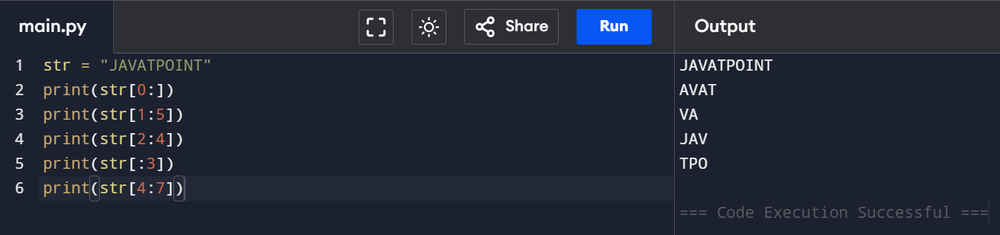 main.py Share Run Output
1 str = "JAVATPOINT"
2 print(str[0:])
3 print(str[1:5])
4 print(str[2:4])
5 print(str[:3])
6 print(str[4:7])
JAVATPOINT
AVAT
VA
JAV
TPO
=== Code Execution Successful ===